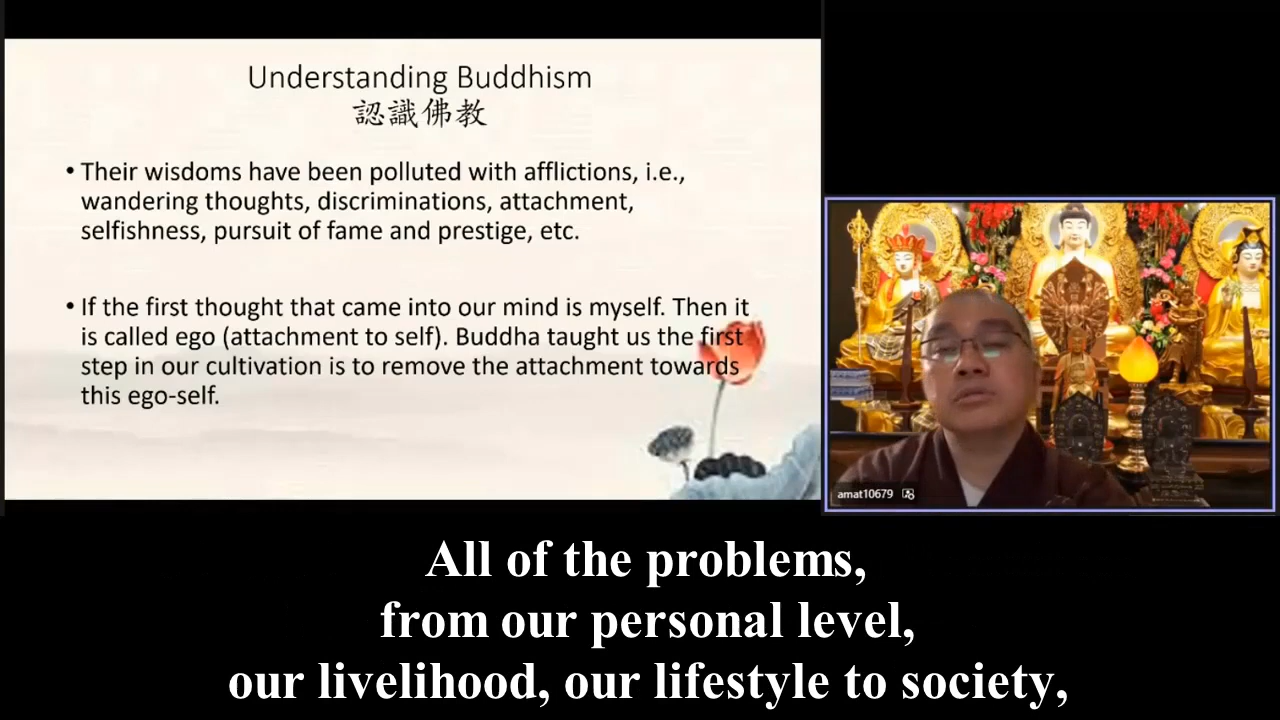 Understanding Buddhism
認識佛教
• Their wisdoms have been polluted with afflictions, i.e.,
wandering thoughts, discriminations, attachment,
selfishness, pursuit of fame and prestige, etc.
• If the first thought that came into our mind is myself. Then it
is called ego (attachment to self). Buddha taught us the first
step in our cultivation is to remove the attachment towards
this ego-self.
amat10679
All of the problems,
from our personal level,
our livelihood, our lifestyle to society,